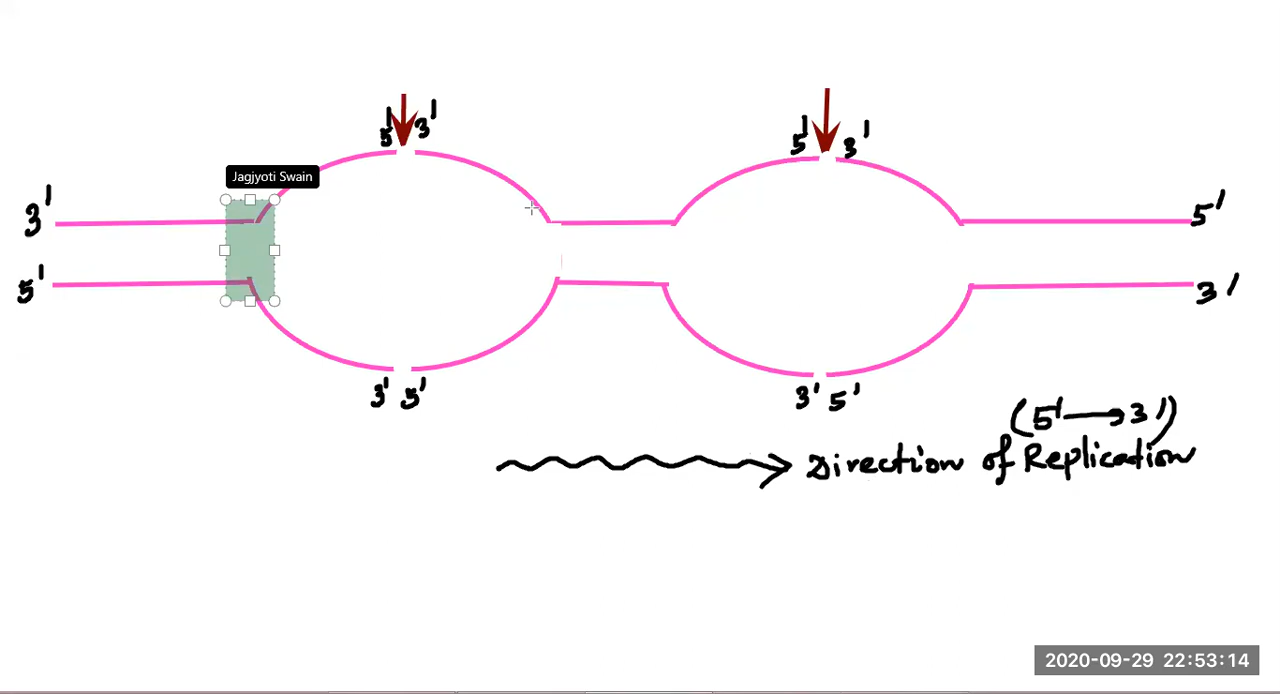 5' 3' 5' 3'
Jagjyoti Swain
3' 5'
5' 3'
3' 5' 3' 5'
(5' → 3')
Direction of Replication
2020-09-29 22:53:14